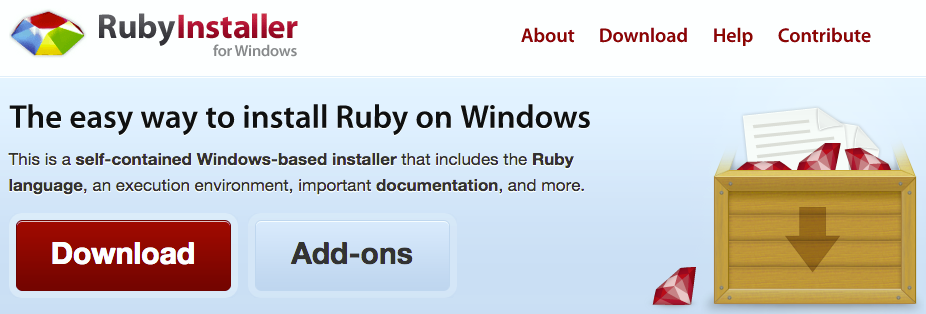 RubyInstaller
for Windows
About Download Help Contribute
The easy way to install Ruby on Windows
This is a self-contained Windows-based installer that includes the Ruby
language, an execution environment, important documentation, and more.
Download Add-ons